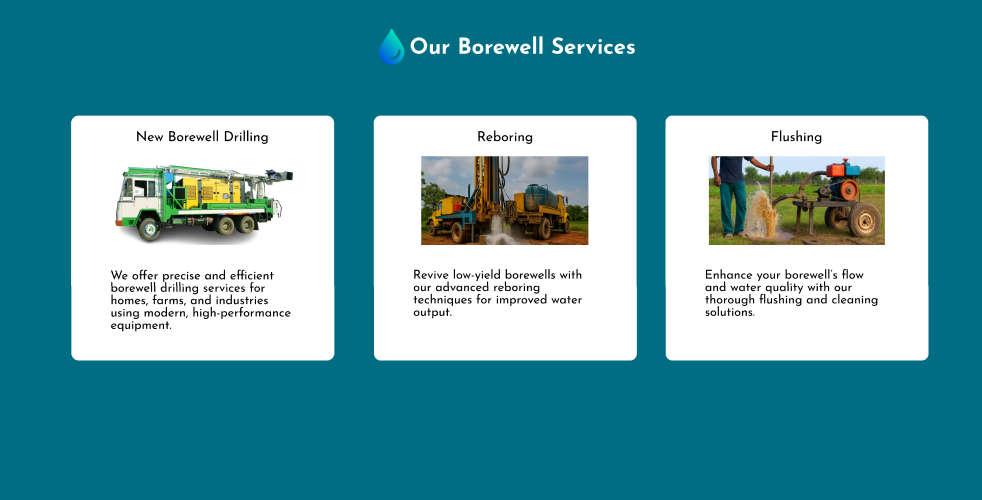 Our Borewell Services
New Borewell Drilling
We offer precise and efficient
borewell drilling services for
homes, farms, and industries
using modern, high-performance
equipment.
Reboring
Revive low-yield borewells with
our advanced reboring
techniques for improved water
output.
Flushing
Enhance your borewell's flow
and water quality with our
thorough flushing and cleaning
solutions.